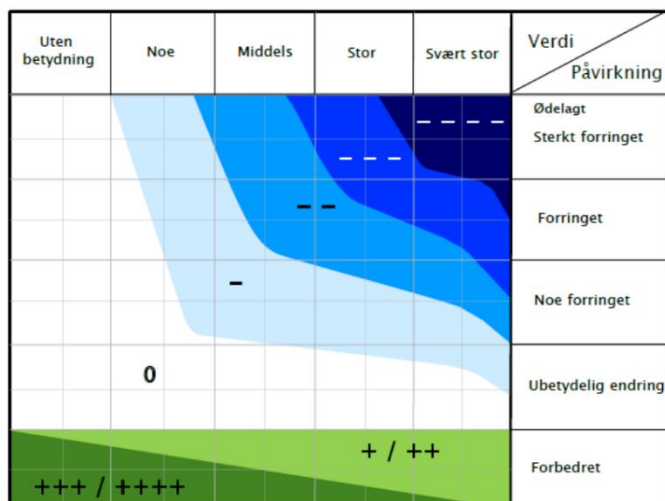 Uten
betydning
Noe
Middels
Stor
Svært stor
Verdi
Påvirkning
Ødelagt
Sterkt forringet
– – – –
– – –
– –
Forringet
–
Noe forringet
0
Ubetydelig endring
+ / ++
+++ / ++++
Forbedret